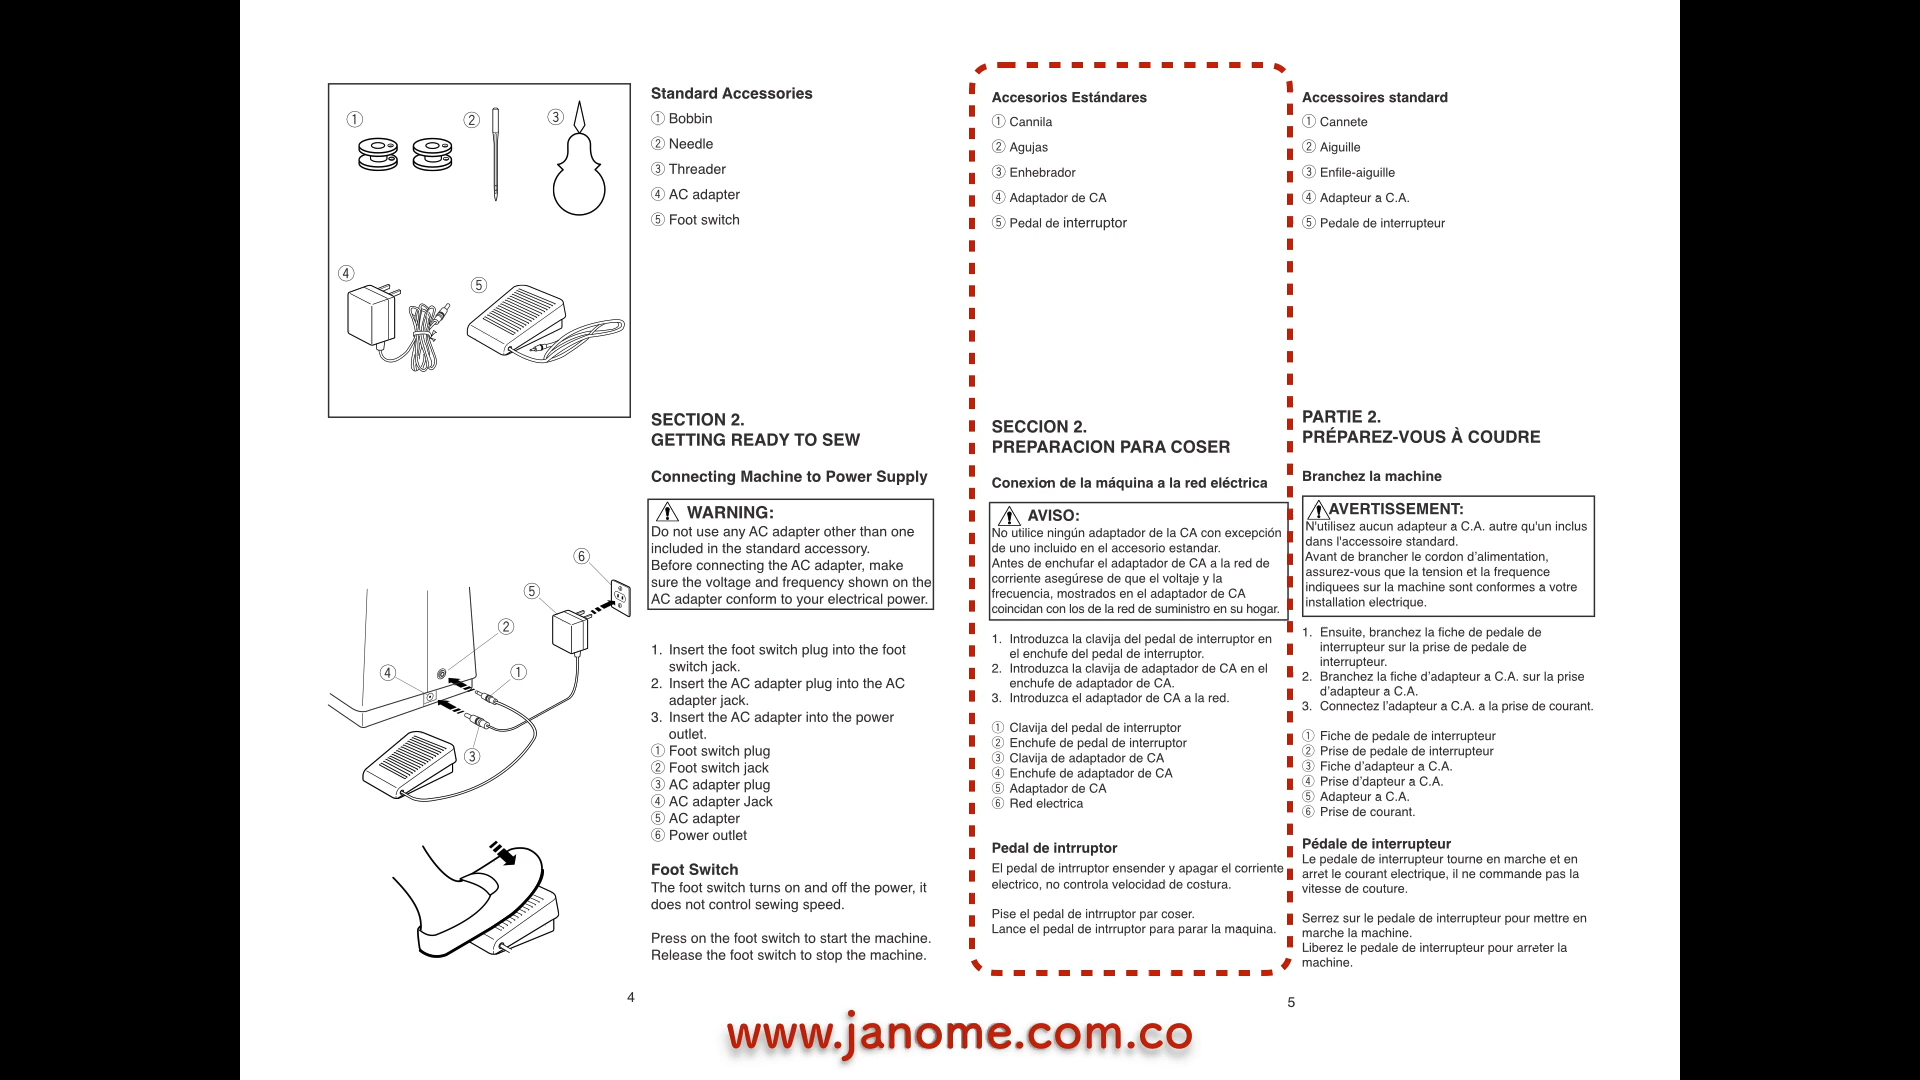 ①
②
③
④
⑤
Standard Accessories
① Bobbin
② Needle
③ Threader
④ AC adapter
⑤ Foot switch
SECTION 2.
GETTING READY TO SEW
Connecting Machine to Power Supply
WARNING:
Do not use any AC adapter other than one
included in the standard accessory.
Before connecting the AC adapter, make
sure the voltage and frequency shown on the
AC adapter conform to your electrical power.
⑥
⑤
②
④
①
③
1. Insert the foot switch plug into the foot
switch jack.
2. Insert the AC adapter plug into the AC
adapter jack.
3. Insert the AC adapter into the power
outlet.
① Foot switch plug
② Foot switch jack
③ AC adapter plug
④ AC adapter Jack
⑤ AC adapter
⑥ Power outlet
Foot Switch
The foot switch turns on and off the power, it
does not control sewing speed.
Press on the foot switch to start the machine.
Release the foot switch to stop the machine.
4
Accesorios Estándares
① Cannila
② Agujas
③ Enhebrador
④ Adaptador de CA
⑤ Pedal de interruptor
SECCION 2.
PREPARACION PARA COSER
Conexion de la máquina a la red eléctrica
AVISO:
No utilice ningún adaptador de la CA con excepción
de uno incluido en el accesorio estandar.
Antes de enchufar el adaptador de CA a la red de
corriente asegúrese de que el voltaje y la
frecuencia, mostrados en el adaptador de CA
coincidan con los de la red de suministro en su hogar.
1. Introduzca la clavija del pedal de interruptor en
el enchufe del pedal de interruptor.
2. Introduzca la clavija de adaptador de CA en el
enchufe de adaptador de CA.
3. Introduzca el adaptador de CA a la red.
① Clavija del pedal de interruptor
② Enchufe de pedal de interruptor
③ Clavija de adaptador de CA
④ Enchufe de adaptador de CA
⑤ Adaptador de CA
⑥ Red electrica
Pedal de intrruptor
El pedal de intrruptor ensender y apagar el corriente
electrico, no controla velocidad de costura.
Pise el pedal de intrruptor par coser.
Lance el pedal de intrruptor para parar la maquina.
Accessoires standard
① Cannete
② Aiguille
③ Enfile-aiguille
④ Adapteur a C.A.
⑤ Pedale de interrupteur
PARTIE 2.
PRÉPAREZ-VOUS À COUDRE
Branchez la machine
AVERTISSEMENT:
N'utilisez aucun adapteur a C.A. autre qu'un inclus
dans l'accessoire standard.
Avant de brancher le cordon d'alimentation,
assurez-vous que la tension et la frequence
indiquees sur la machine sont conformes a votre
installation electrique.
1. Ensuite, branchez la fiche de pedale de
interrupteur sur la prise de pedale de
interrupteur.
2. Branchez la fiche d'adapteur a C.A. sur la prise
d'adapteur a C.A.
3. Connectez l'adapteur a C.A. a la prise de courant.
① Fiche de pedale de interrupteur
② Prise de pedale de interrupteur
③ Fiche d'adapteur a C.A.
④ Prise d'dapteur a C.A.
⑤ Adapteur a C.A.
⑥ Prise de courant.
Pédale de interrupteur
Le pedale de interrupteur tourne en marche et en
arret le courant electrique, il ne commande pas la
vitesse de couture.
Serrez sur le pedale de interrupteur pour mettre en
marche la machine.
Liberez le pedale de interrupteur pour arreter la
machine.
5
www.janome.com.co